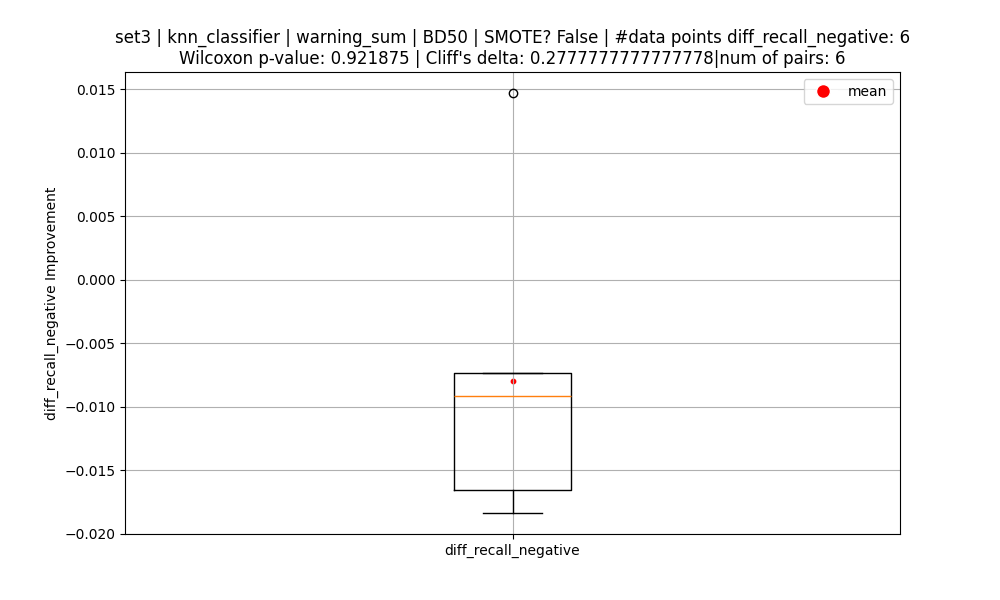 set3 | knn_classifier | warning_sum | BD50 | SMOTE? False | #data points diff_recall_negative: 6
Wilcoxon p-value: 0.921875 | Cliff's delta: 0.2777777777777778|num of pairs: 6
mean
0.015
0.010
0.005
0.000
−0.005
−0.010
−0.015
−0.020
diff_recall_negative Improvement
diff_recall_negative